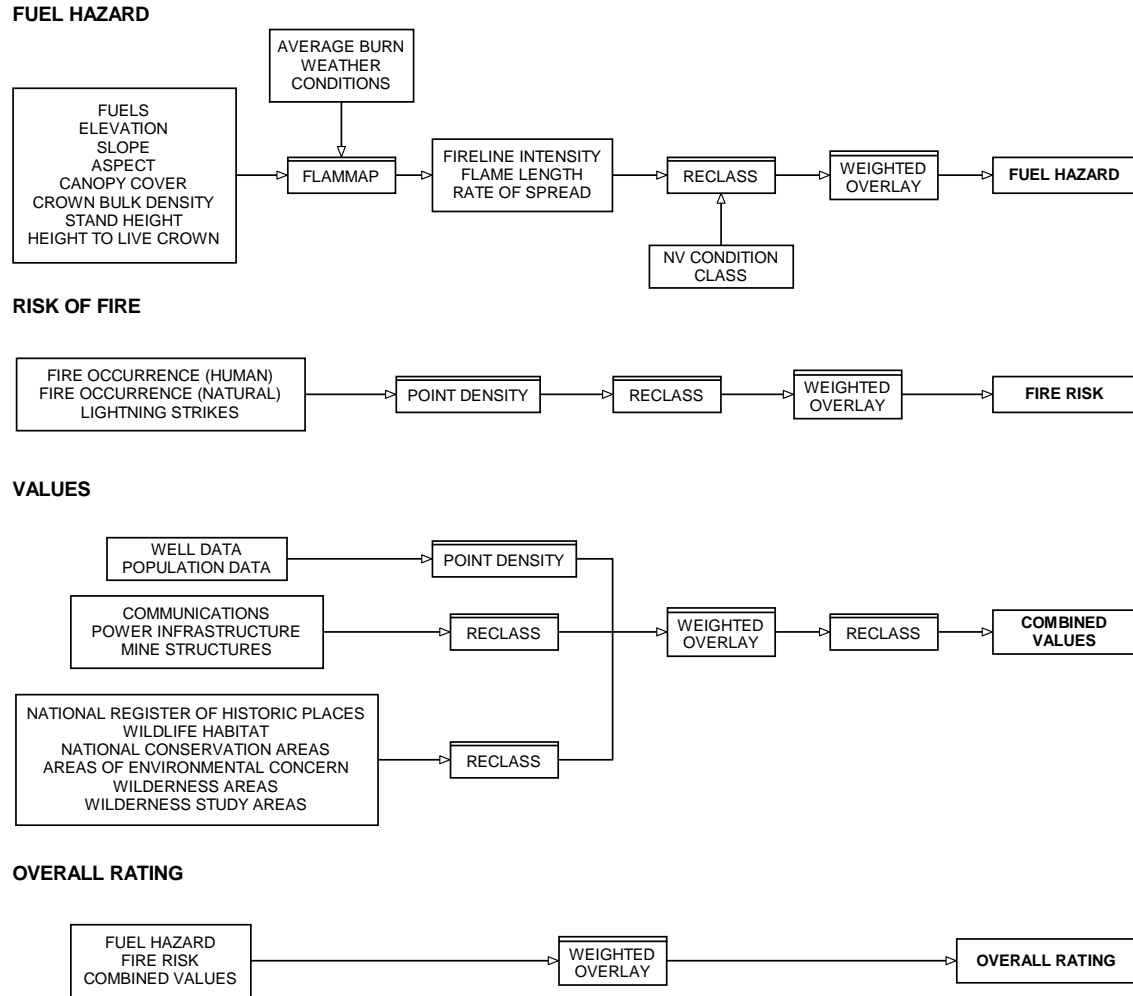 FUEL HAZARD
AVERAGE BURN
WEATHER
CONDITIONS
FUELS
ELEVATION
SLOPE
ASPECT
CANOPY COVER
CROWN BULK DENSITY
STAND HEIGHT
HEIGHT TO LIVE CROWN
FLAMMAP
FIRELINE INTENSITY
FLAME LENGTH
RATE OF SPREAD
RECLASS
WEIGHTED
OVERLAY
FUEL HAZARD
NV CONDITION
CLASS
RISK OF FIRE
FIRE OCCURRENCE (HUMAN)
FIRE OCCURRENCE (NATURAL)
LIGHTNING STRIKES
POINT DENSITY
RECLASS
WEIGHTED
OVERLAY
FIRE RISK
VALUES
WELL DATA
POPULATION DATA
POINT DENSITY
COMMUNICATIONS
POWER INFRASTRUCTURE
MINE STRUCTURES
RECLASS
WEIGHTED
OVERLAY
RECLASS
COMBINED
VALUES
NATIONAL REGISTER OF HISTORIC PLACES
WILDLIFE HABITAT
NATIONAL CONSERVATION AREAS
AREAS OF ENVIRONMENTAL CONCERN
WILDERNESS AREAS
WILDERNESS STUDY AREAS
RECLASS
OVERALL RATING
FUEL HAZARD
FIRE RISK
COMBINED VALUES
WEIGHTED
OVERLAY
OVERALL RATING